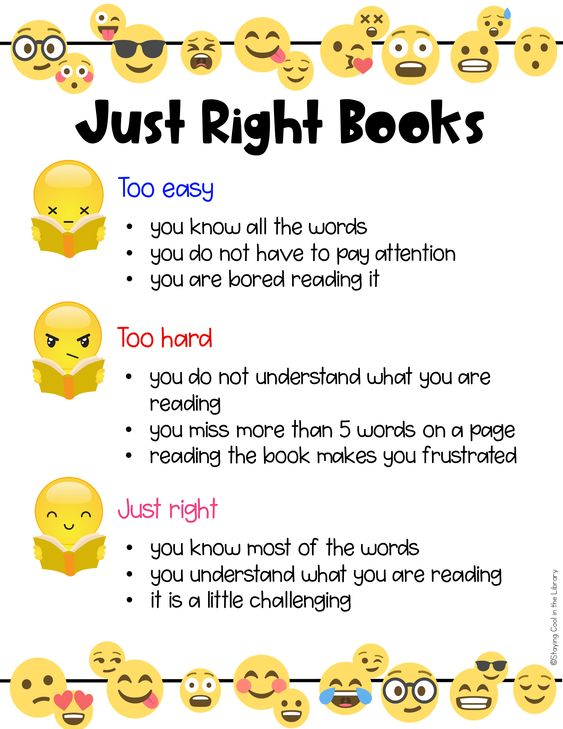 Just Right Books
Too easy
• you know all the words
• you do not have to pay attention
• you are bored reading it
Too hard
• you do not understand what you are
reading
• you miss more than 5 words on a page
• reading the book makes you frustrated
Just right
• you know most of the words
• you understand what you are reading
• it is a little challenging
©Staying Cool in the Library